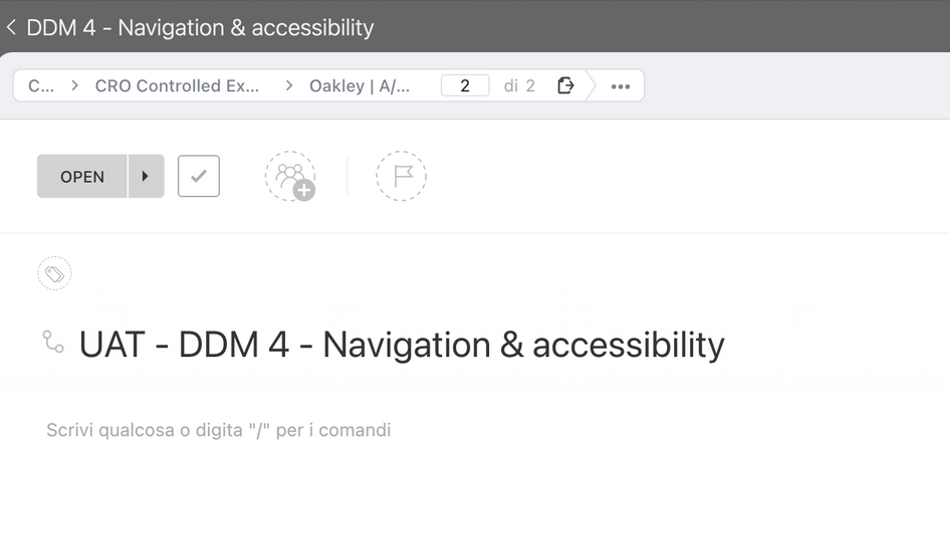 DDM 4 - Navigation & accessibility
C... CRO Controlled Ex... Oakley | A/... 2 di 2
OPEN
UAT - DDM 4 - Navigation & accessibility
Scrivi qualcosa o digita "/" per i comandi